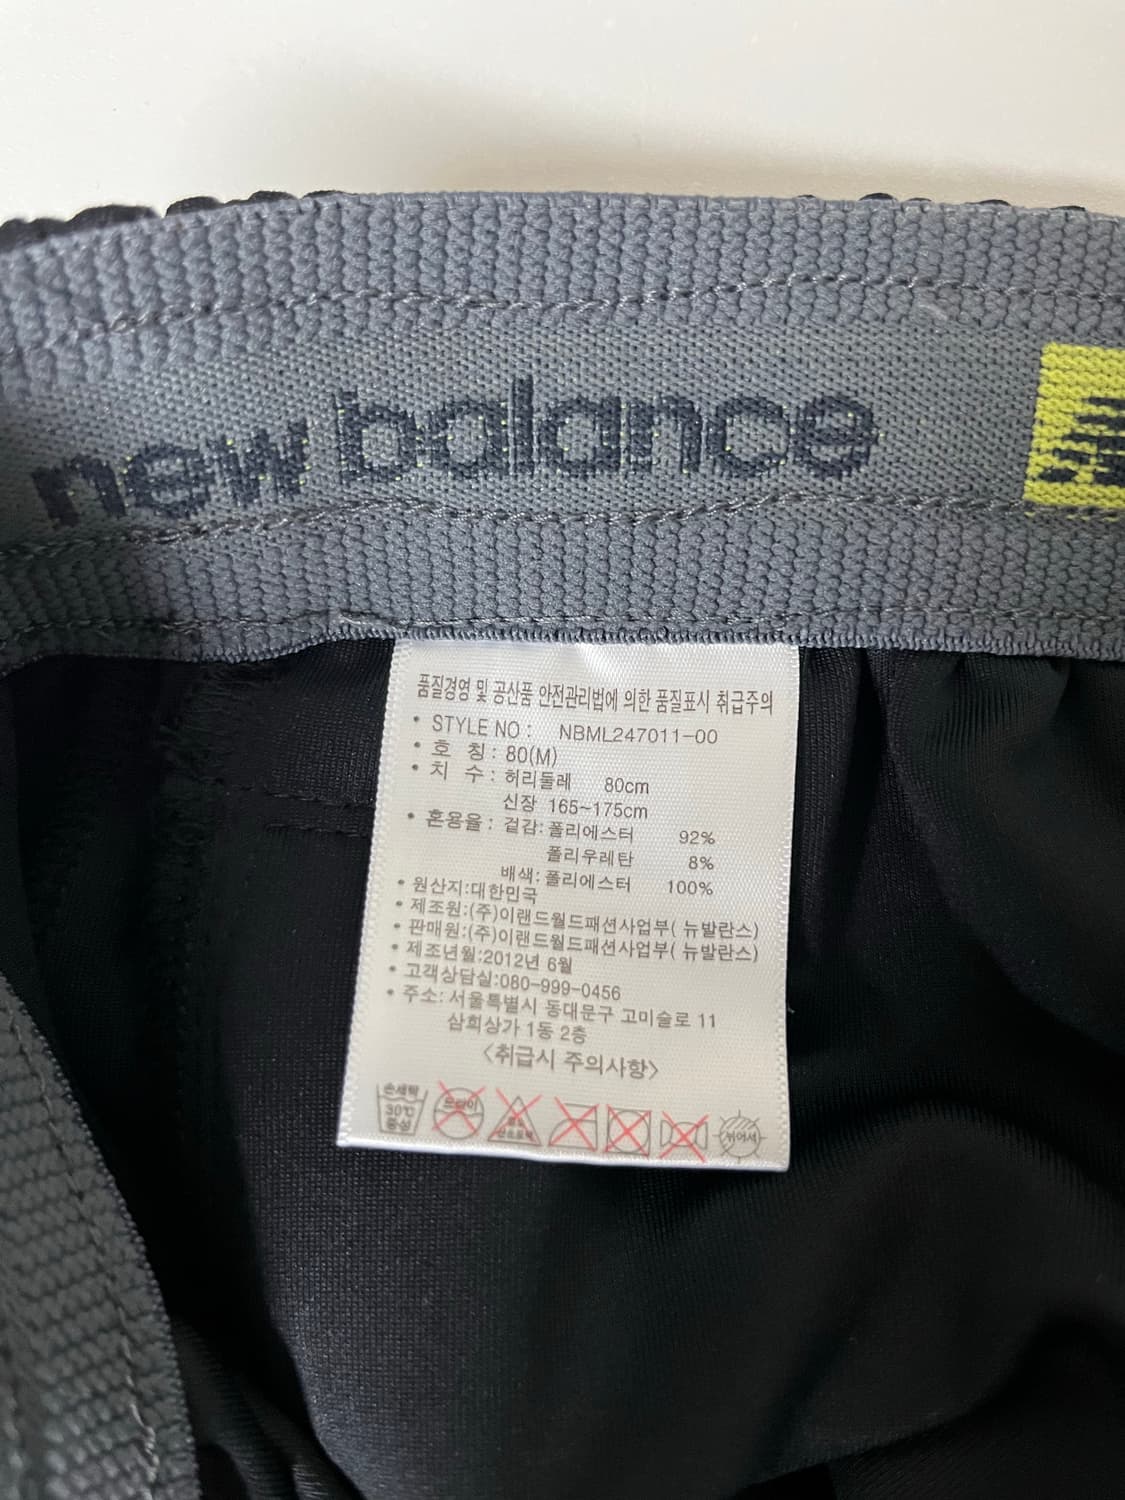 new balance
품질경영 및 공산품 안전관리법에 의한 품질표시 취급주의
• STYLE NO : NBML247011-00
• 호 칭 : 80(M)
• 치 수 : 허리둘레 80cm
신장 165~175cm
• 혼용율 : 겉감: 폴리에스터 92%
폴리우레탄 8%
배색: 폴리에스터 100%
• 원산지:대한민국
• 제조원:(주)이랜드월드패션사업부( 뉴발란스)
• 판매원:(주)이랜드월드패션사업부( 뉴발란스)
• 제조년월:2012년 6월
• 고객상담실:080-999-0456
• 주소: 서울특별시 동대문구 고미술로 11
삼희상가 1동 2층
<취급시 주의사항>
손세탁
30℃
중성
드라이
산소표백